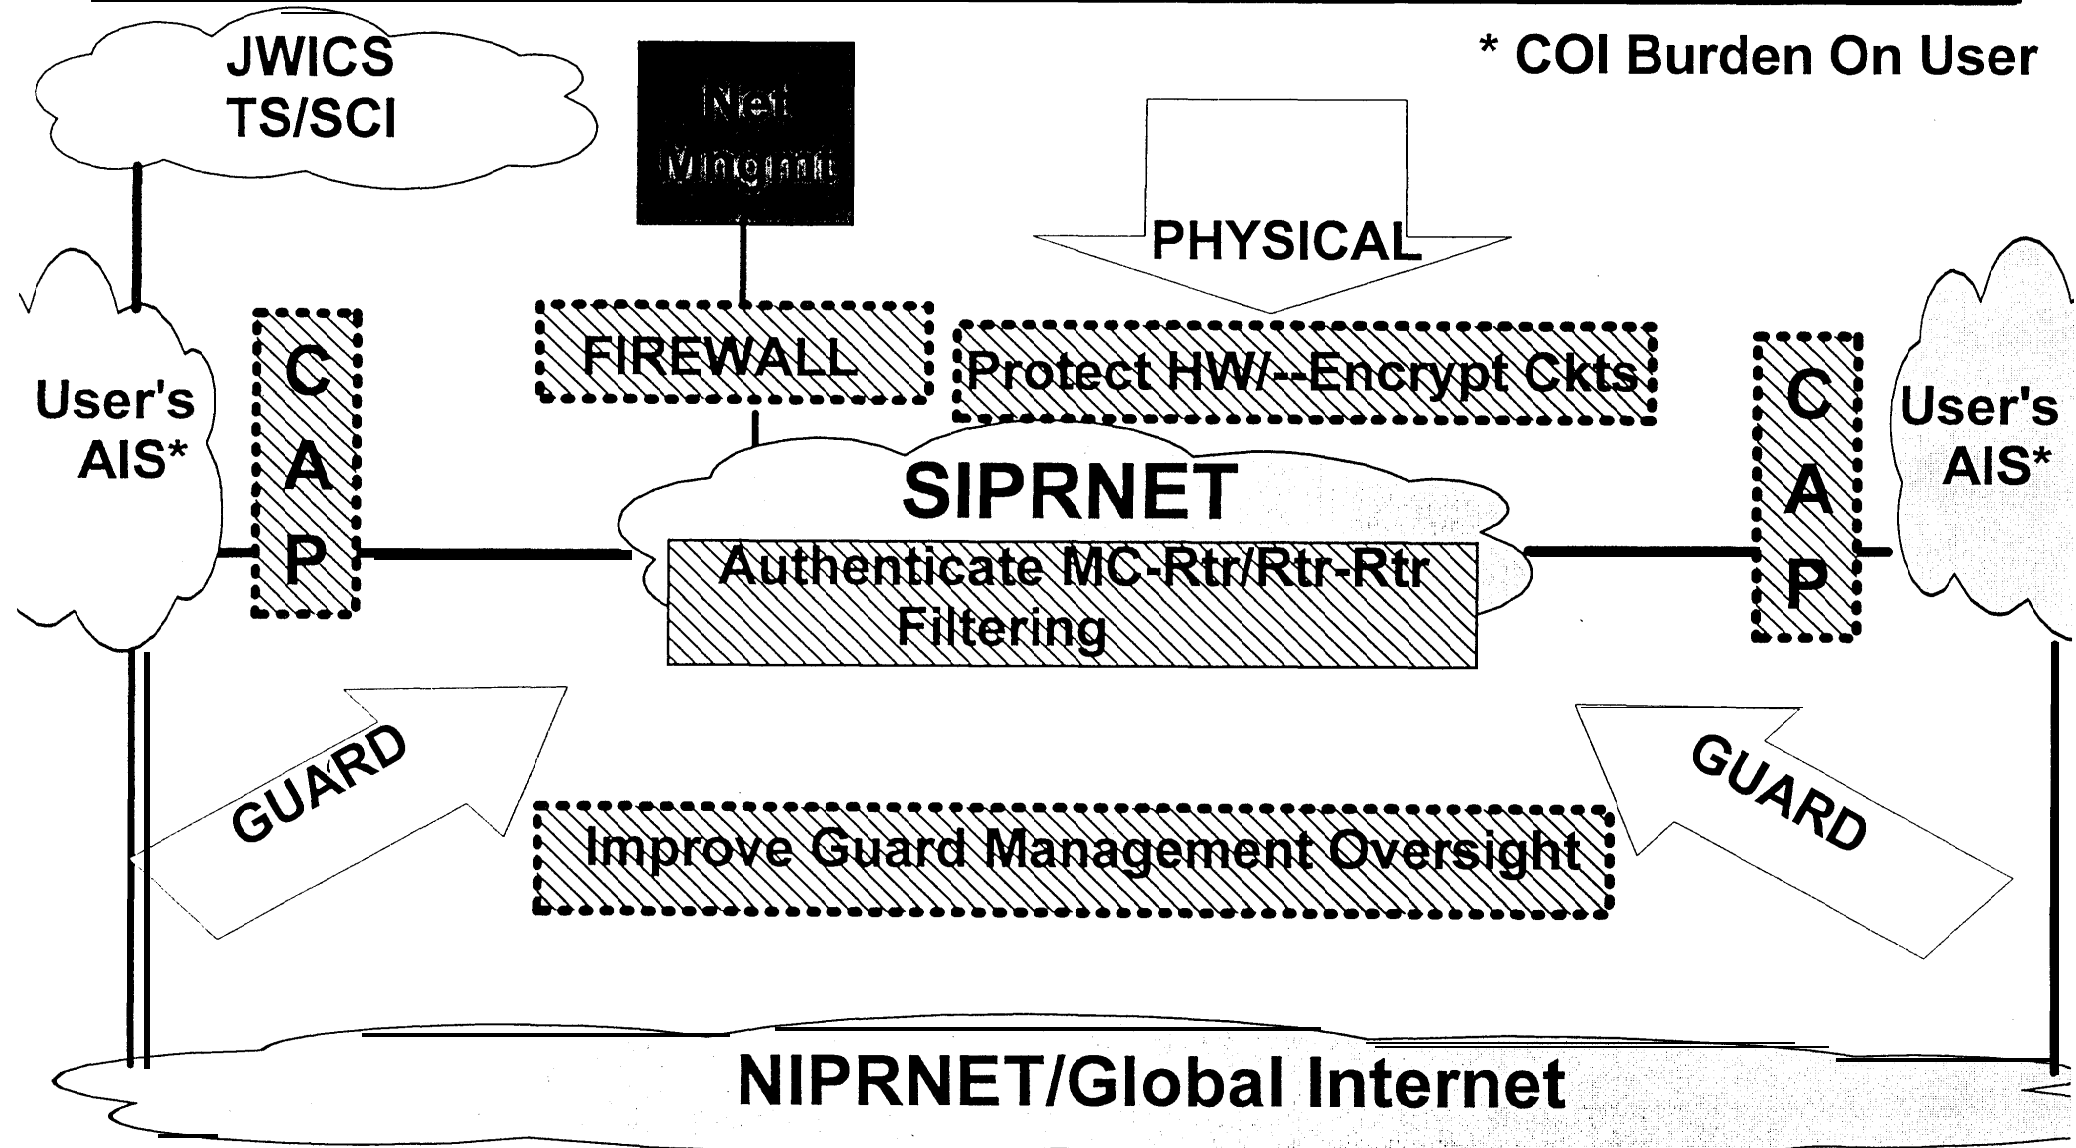 JWICS
TS/SCI
Net
Mngmt
* COI Burden On User
PHYSICAL
FIREWALL
Protect HW/--Encrypt Ckts
User's
AIS*
C
A
P
C
A
P
User's
AIS*
SIPRNET
Authenticate MC-Rtr/Rtr-Rtr
Filtering
GUARD
GUARD
Improve Guard Management Oversight
NIPRNET/Global Internet